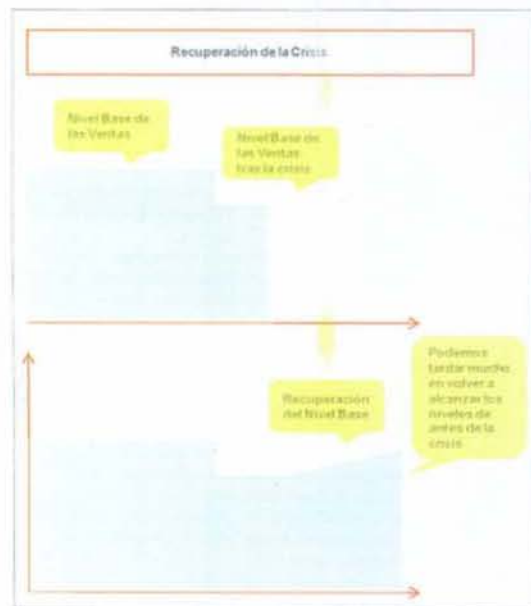 Recuperación de la Crisis
Nivel Base de
las Ventas
Nivel Base de
las Ventas
tras la crisis
Recuperación
del Nivel Base
Podemos
tardar mucho
en volver a
alcanzar los
niveles de
antes de la
crisis